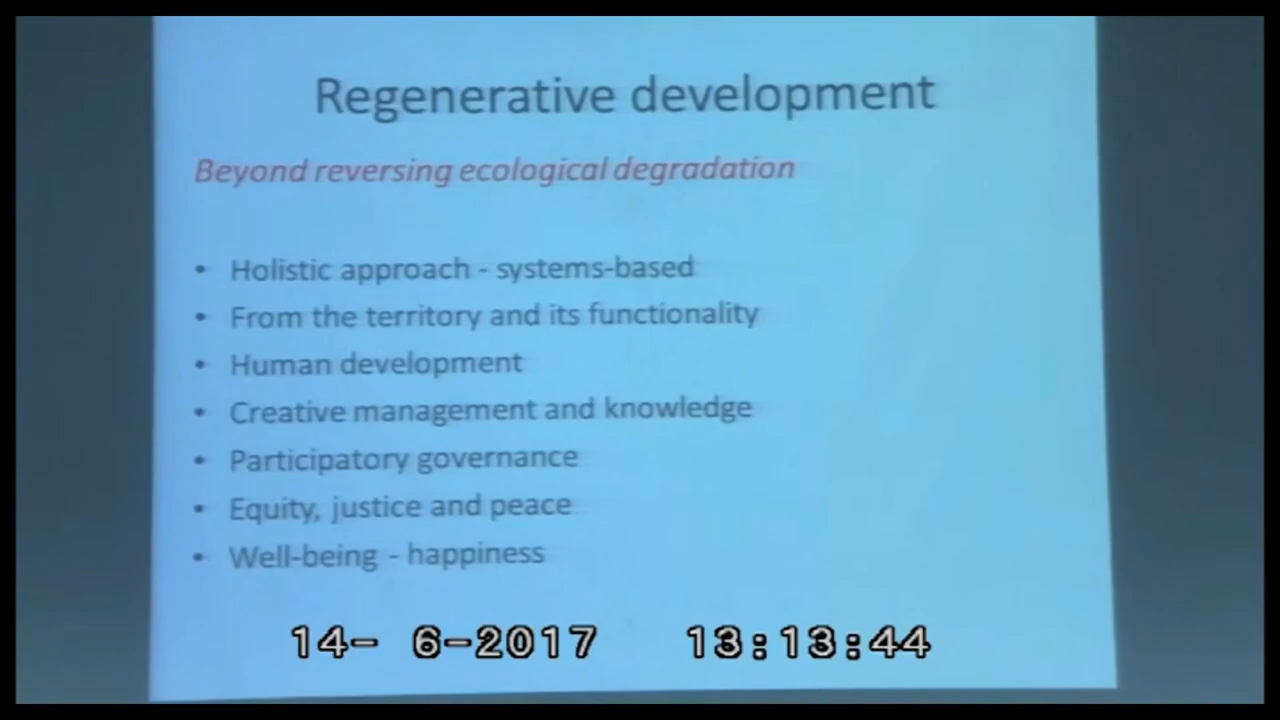 Regenerative development
Beyond reversing ecological degradation
• Holistic approach - systems-based
• From the territory and its functionality
• Human development
• Creative management and knowledge
• Participatory governance
• Equity, justice and peace
• Well-being - happiness
14- 6-2017 13:13:44